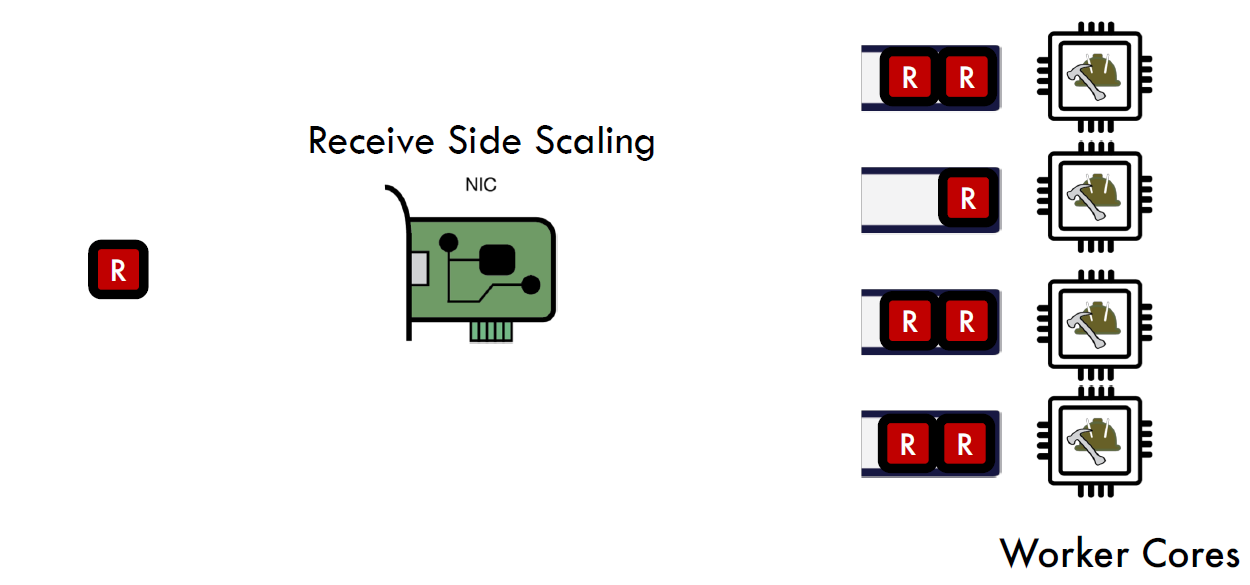 R R
Receive Side Scaling
NIC
R
R
R R
R R
Worker Cores